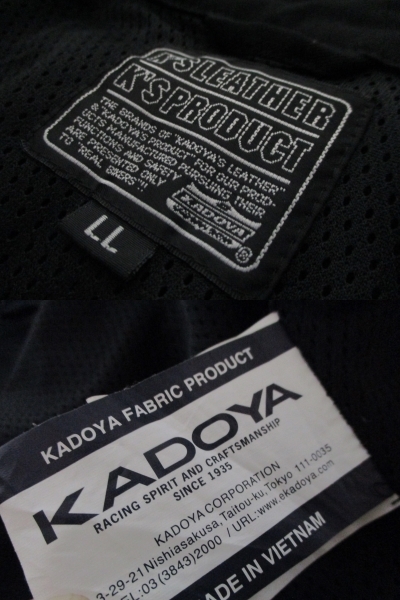 K'S LEATHER
K'S PRODUCT
THE BRANDS OF "KADOYA'S LEATHER"
& KADOYA'S PRODUCT" FOR OUR PROD-
UCTS MANUFACTURED PURSUING THEIR
FUNCTIONS AND SAFETY
ARE PRESENTED ONLY
TO "REAL BIKERS"!!
KADOYA
®
LL
KADOYA FABRIC PRODUCT
KADOYA
RACING SPIRIT AND CRAFTSMANSHIP
SINCE 1935
KADOYA CORPORATION
3-29-21 Nishiasakusa, Taitou-ku, Tokyo 111-0035
TEL:03(3843)2000 / URL:www.ekadoya.com
MADE IN VIETNAM